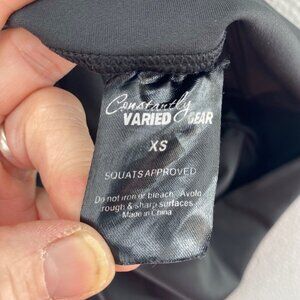 Constantly
VARIED GEAR
XS
SQUATS APPROVED
Do not iron or bleach. Avoid
rough & sharp surfaces.
Made in China